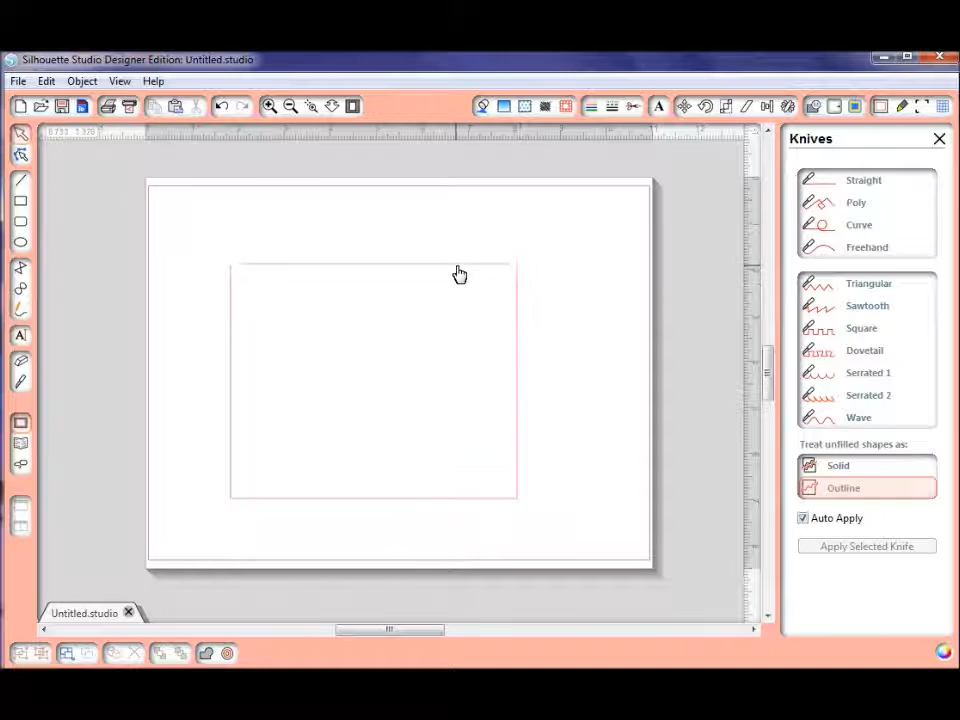 Silhouette Studio Designer Edition: Untitled.studio
File Edit Object View Help
Knives
Straight
Poly
Curve
Freehand
Triangular
Sawtooth
Square
Dovetail
Serrated 1
Serrated 2
Wave
Treat unfilled shapes as:
Solid
Outline
Auto Apply
Apply Selected Knife
Untitled.studio